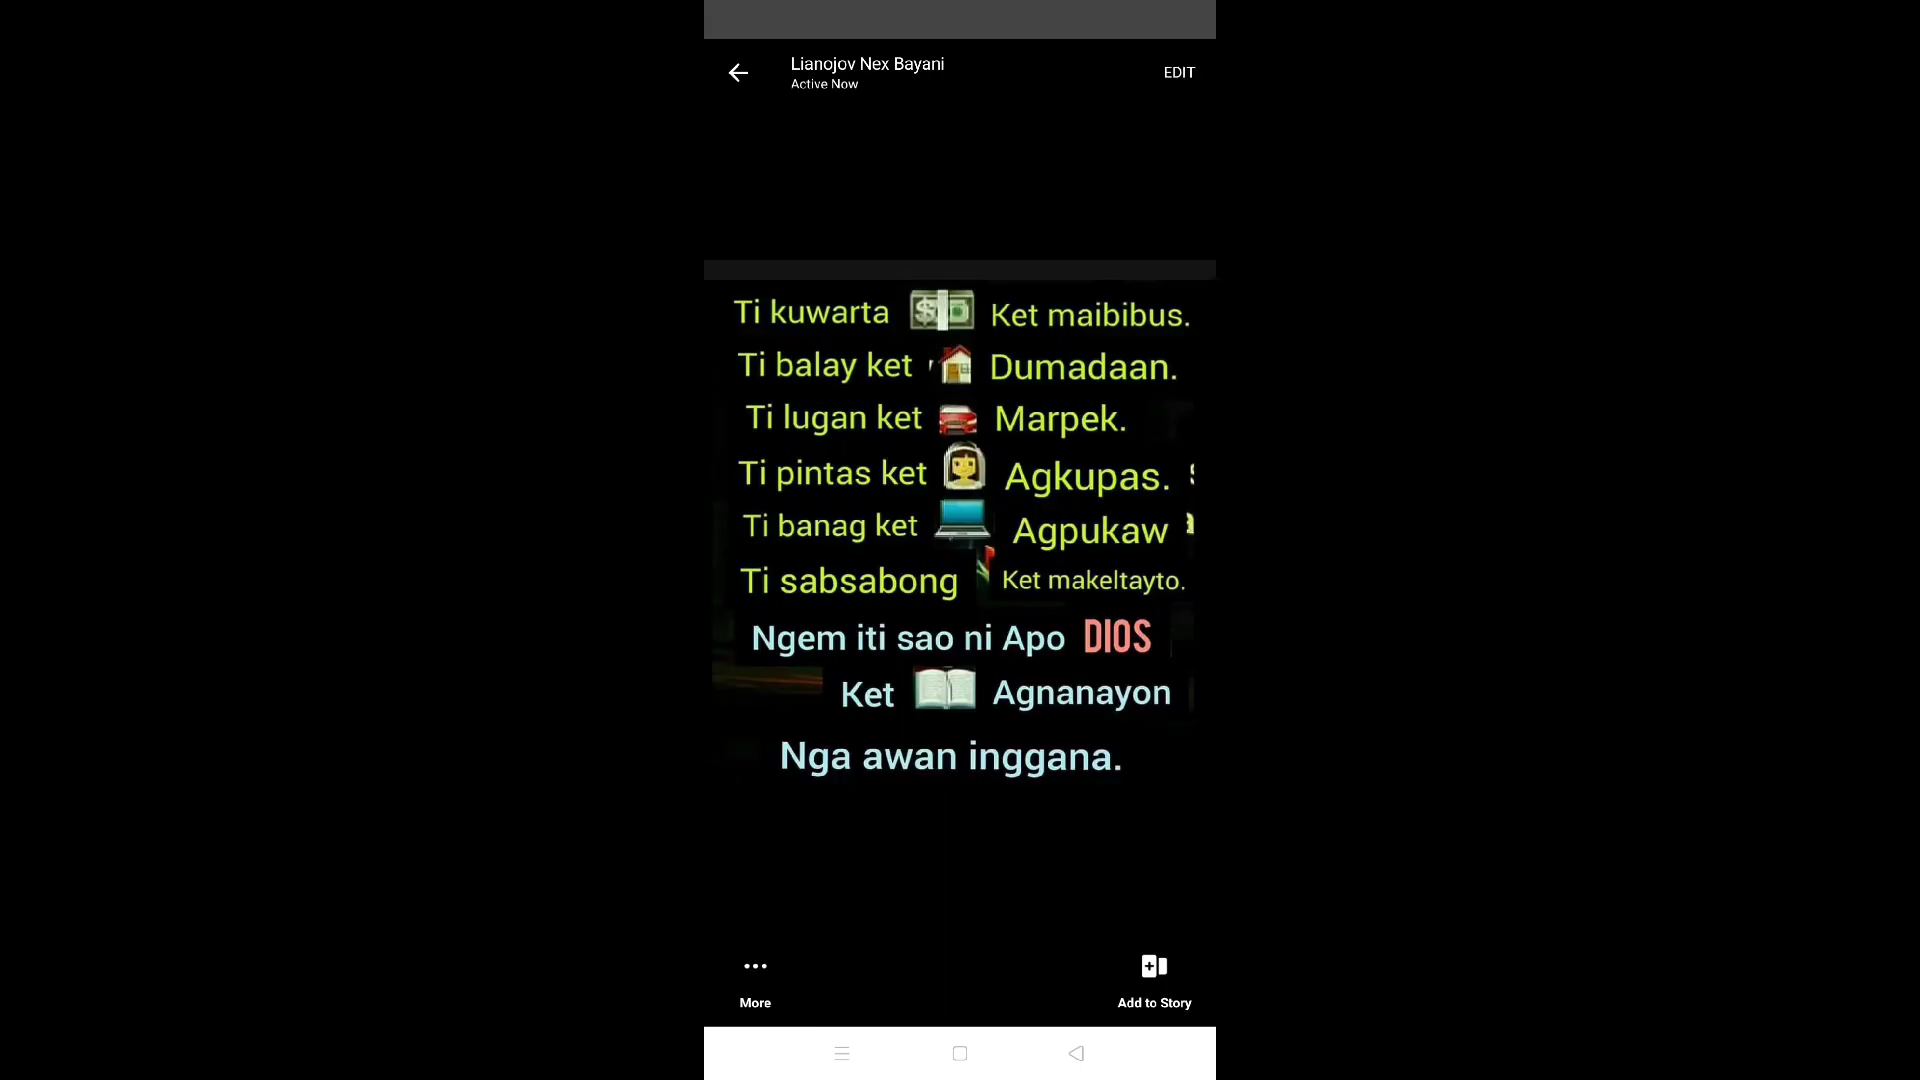 Lianojov Nex Bayani
Active Now
EDIT
Ti kuwarta Ket maibibus.
Ti balay ket Dumadaan.
Ti lugan ket Marpek.
Ti pintas ket Agkupas.
Ti banag ket Agpukaw
Ti sabsabong Ket makeltayto.
Ngem iti sao ni Apo DIOS
Ket Agnanayon
Nga awan inggana.
More
Add to Story